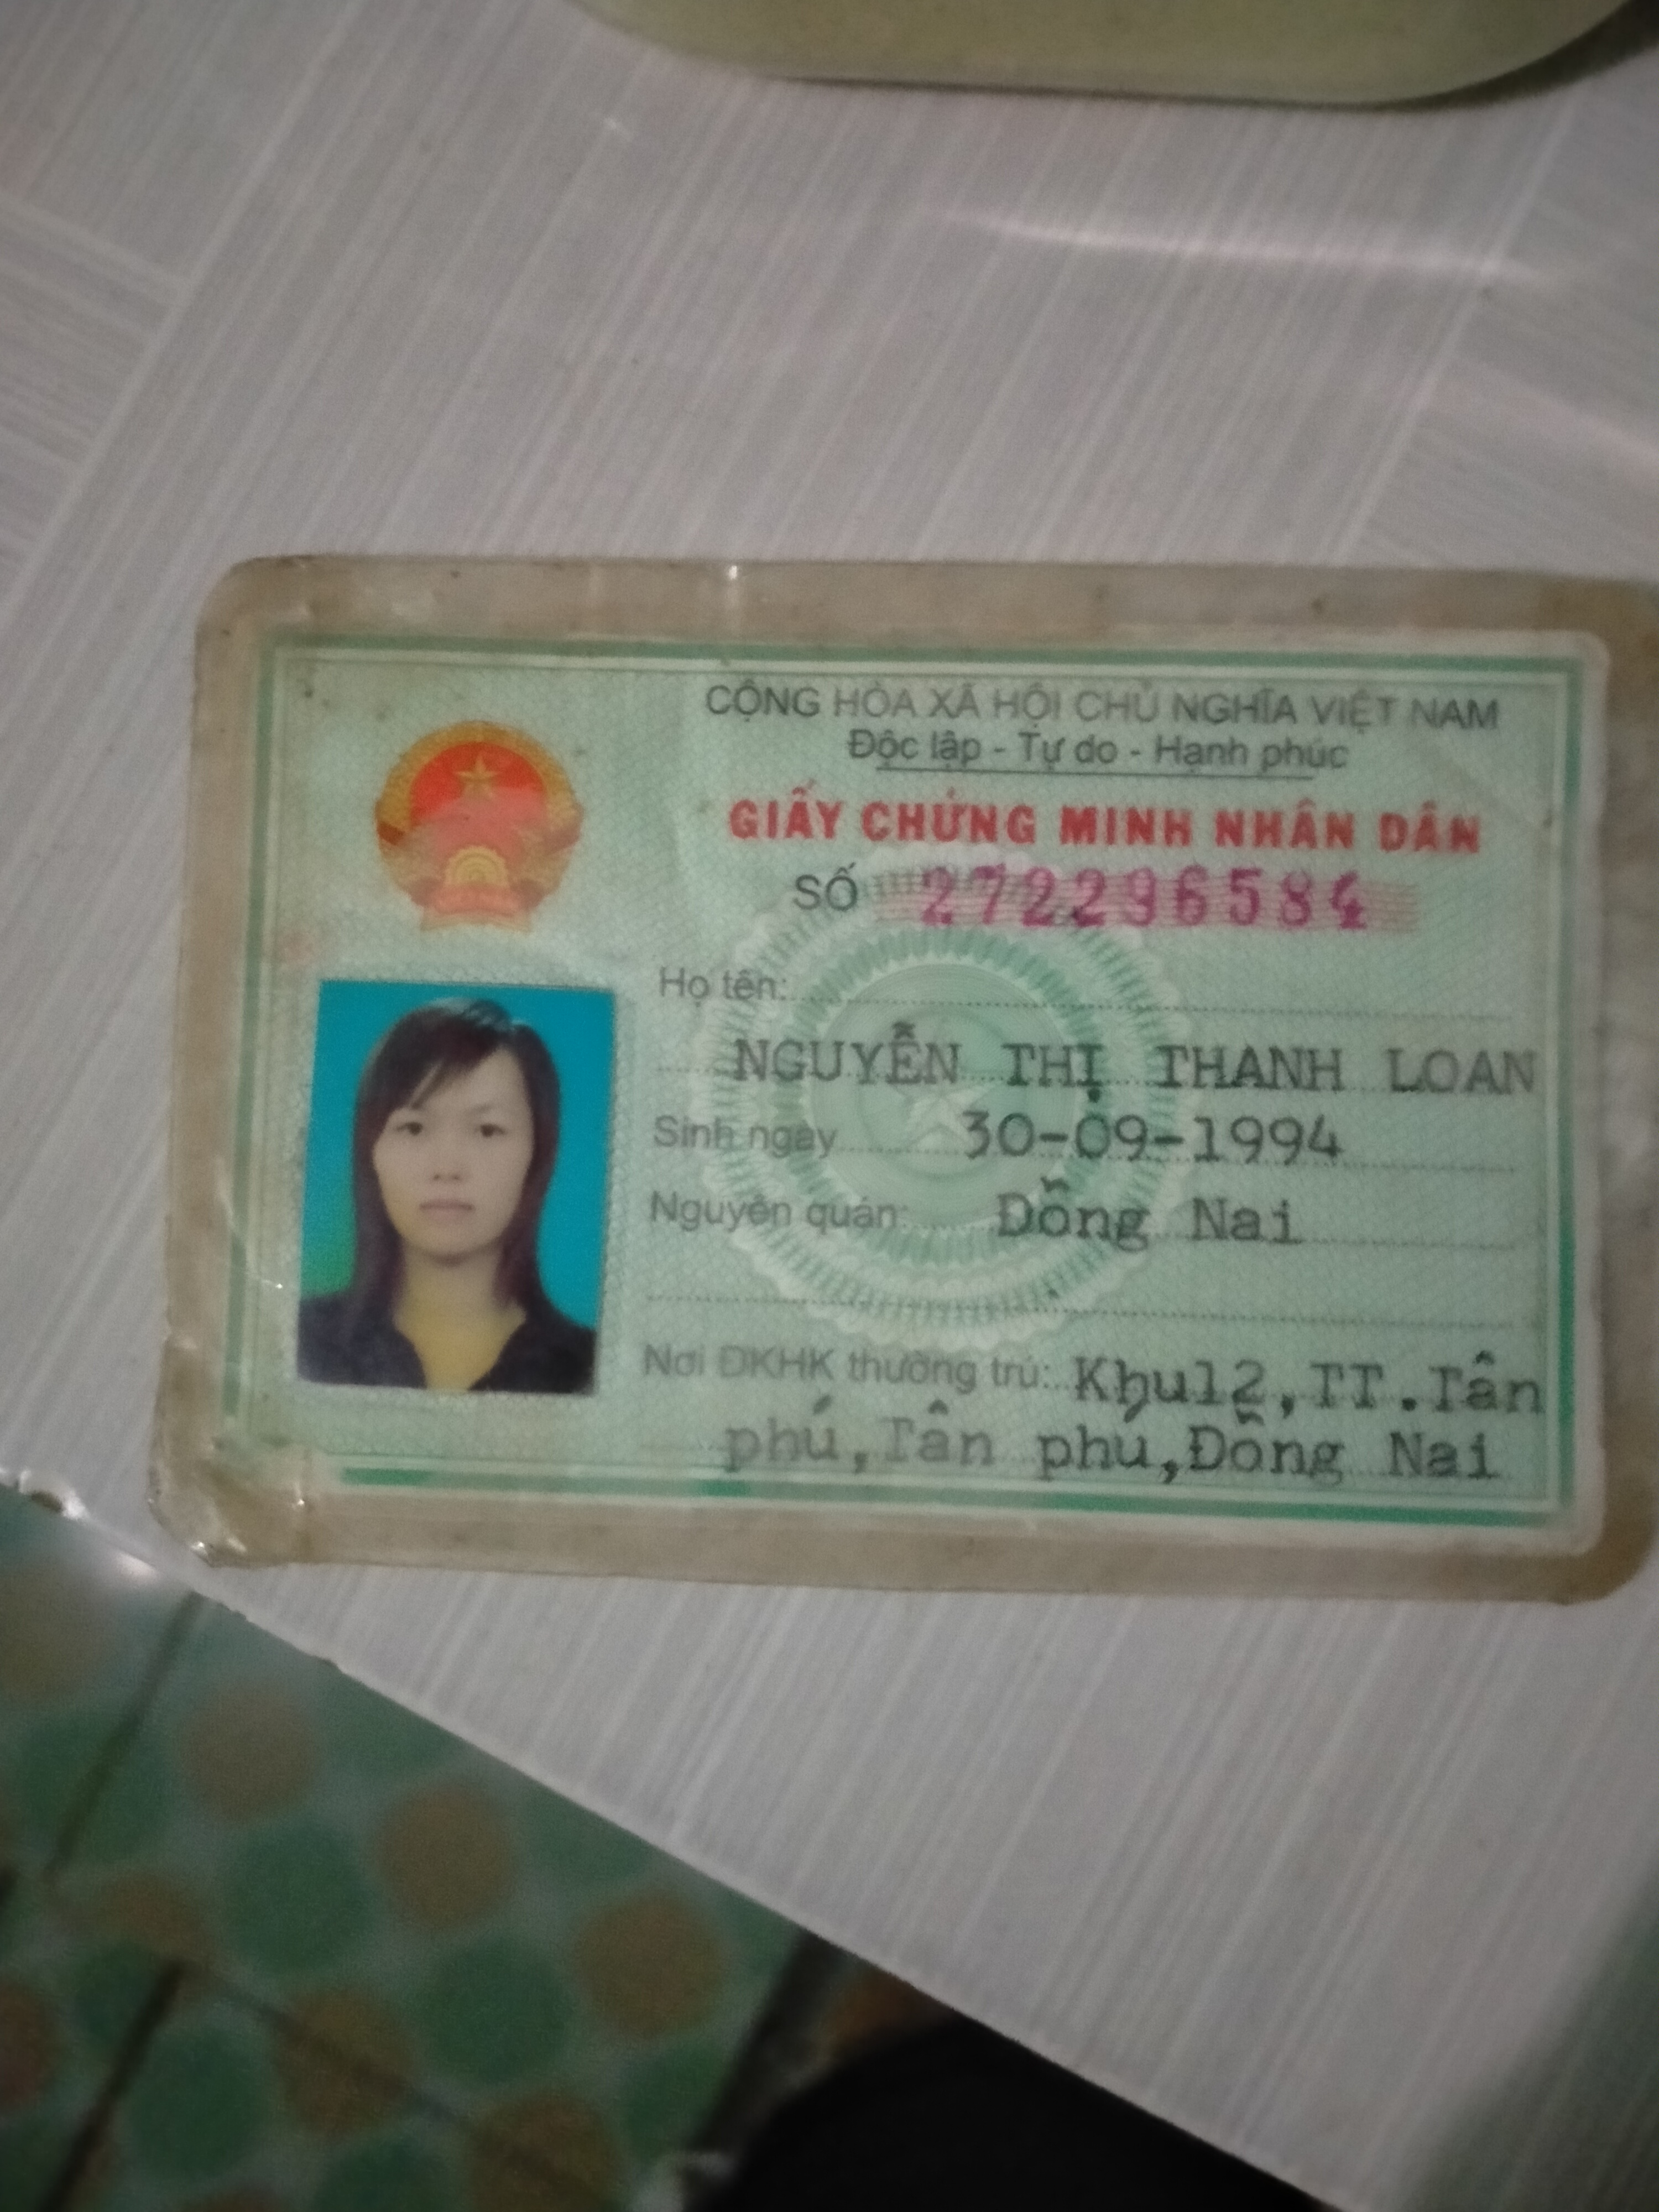 CỘNG HÒA XÃ HỘI CHỦ NGHĨA VIỆT NAM
Độc lập - Tự do - Hạnh phúc
GIẤY CHỨNG MINH NHÂN DÂN
SỐ 272296584
Họ tên:
NGUYỄN THỊ THANH LOAN
Sinh ngày 30-09-1994
Nguyên quán: Đồng Nai
Nơi ĐKHK thường trú: Khu12,TT.Tân
phú,Tân phú,Đồng Nai